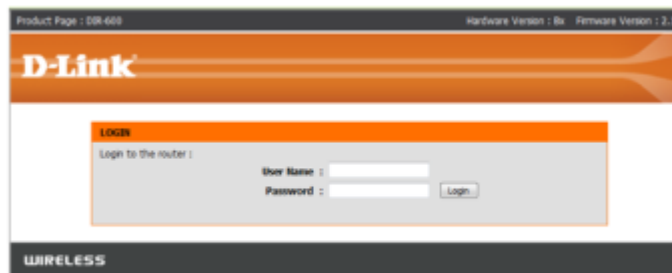 Product Page : DIR-600 Hardware Version : Bx Firmware Version : 2.
D-Link
LOGIN
Login to the router :
User Name :
Password : Login
WIRELESS